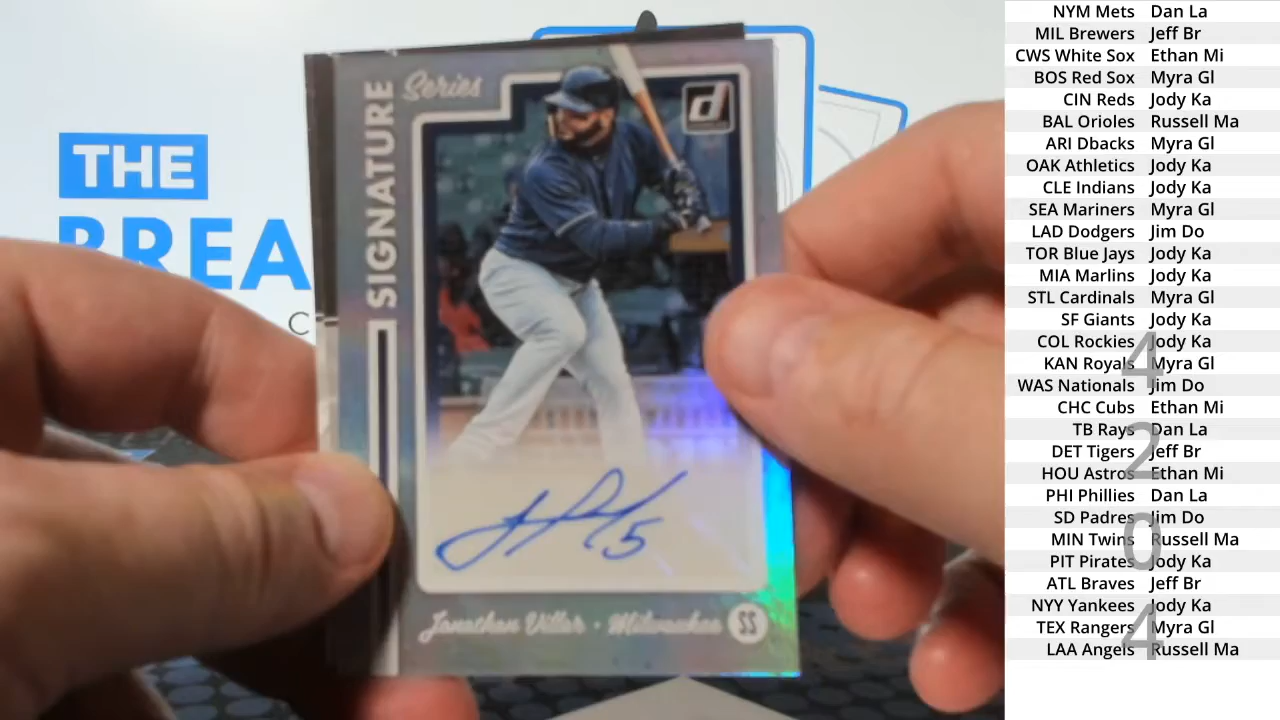 THE
BREA
C
SIGNATURE
Series
d
5
Jonathan Villar • Milwaukee SS
NYM Mets Dan La
MIL Brewers Jeff Br
CWS White Sox Ethan Mi
BOS Red Sox Myra Gl
CIN Reds Jody Ka
BAL Orioles Russell Ma
ARI Dbacks Myra Gl
OAK Athletics Jody Ka
CLE Indians Jody Ka
SEA Mariners Myra Gl
LAD Dodgers Jim Do
TOR Blue Jays Jody Ka
MIA Marlins Jody Ka
STL Cardinals Myra Gl
SF Giants Jody Ka
COL Rockies Jody Ka
KAN Royals Myra Gl
WAS Nationals Jim Do
CHC Cubs Ethan Mi
TB Rays Dan La
DET Tigers Jeff Br
HOU Astros Ethan Mi
PHI Phillies Dan La
SD Padres Jim Do
MIN Twins Russell Ma
PIT Pirates Jody Ka
ATL Braves Jeff Br
NYY Yankees Jody Ka
TEX Rangers Myra Gl
LAA Angels Russell Ma
4
2
0
4